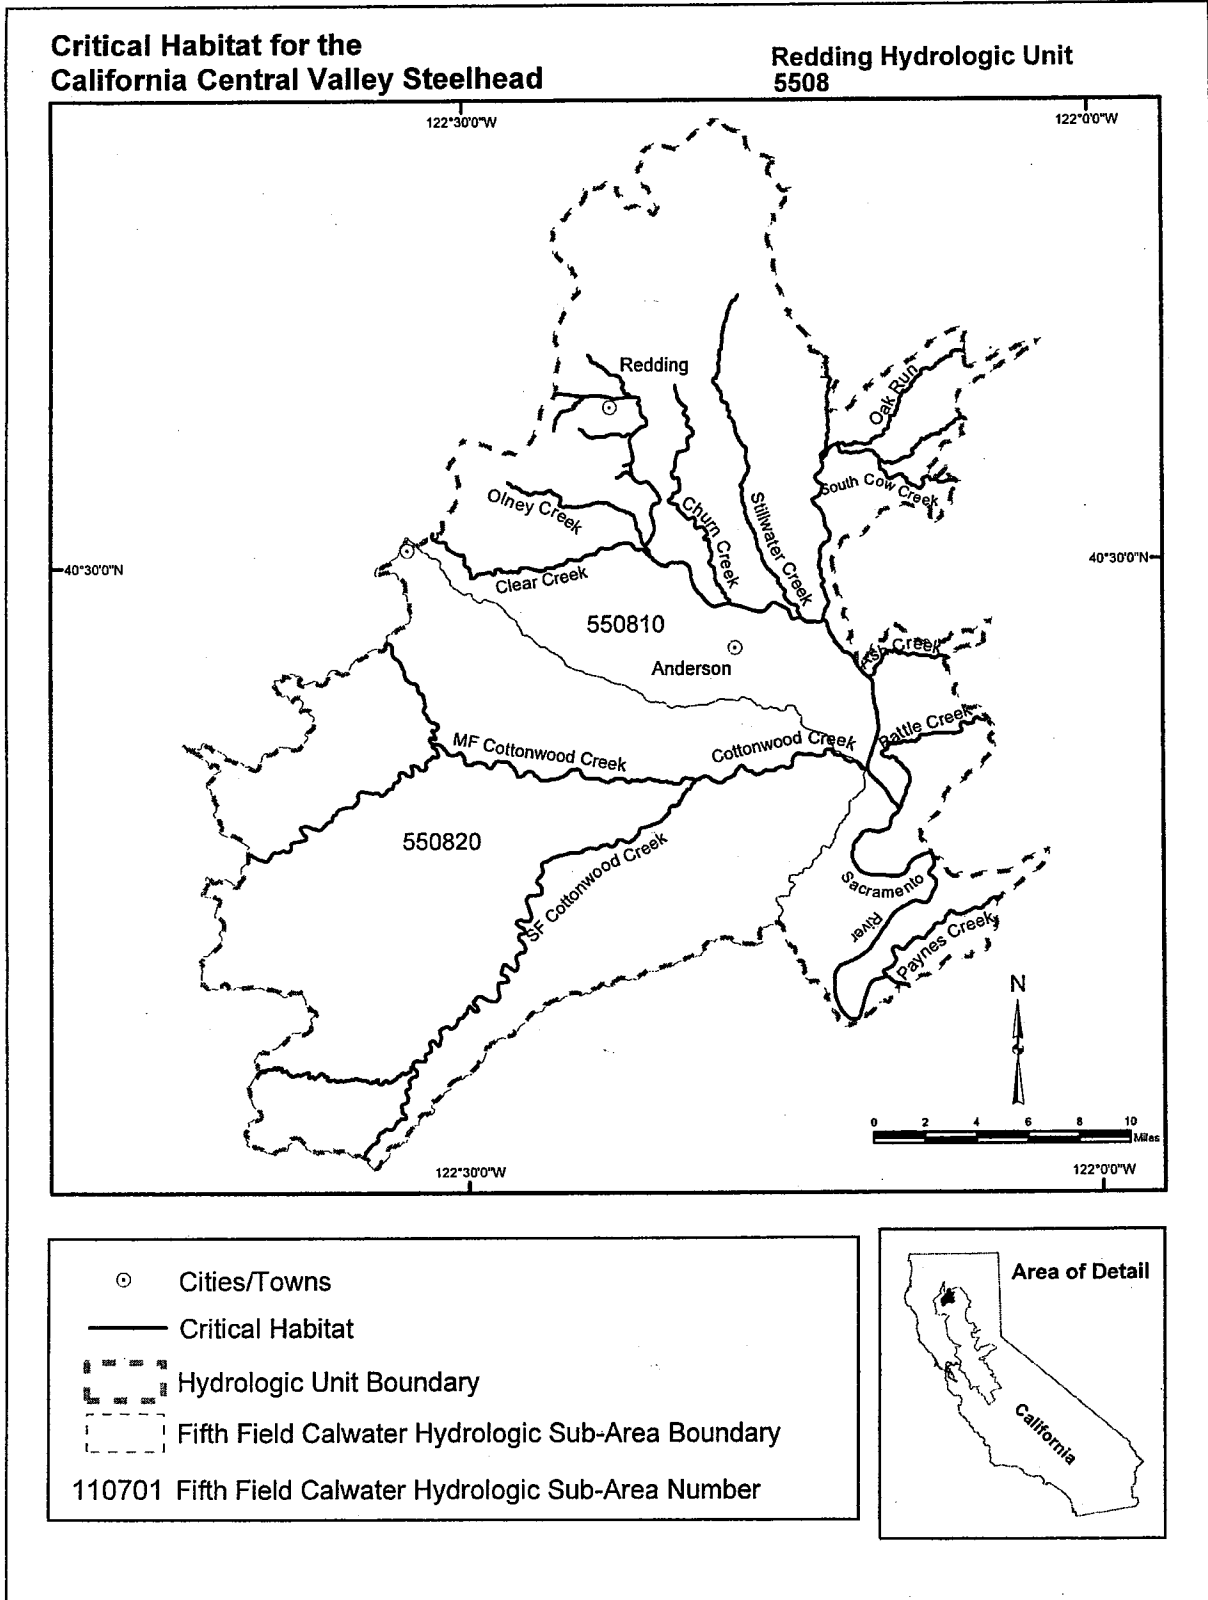 Critical Habitat for the
California Central Valley Steelhead
Redding Hydrologic Unit
5508
122°30'0"W
122°0'0"W
Redding
Oak Run
South Cow Creek
Olney Creek
Churn Creek
Stillwater Creek
40°30'0"N
40°30'0"N
Clear Creek
550810
Anderson
Ash Creek
Battle Creek
MF Cottonwood Creek
Cottonwood Creek
550820
SF Cottonwood Creek
Sacramento
River
Paynes Creek
N
0 2 4 6 8 10
Miles
122°30'0"W
122°0'0"W
Cities/Towns
Critical Habitat
Hydrologic Unit Boundary
Fifth Field Calwater Hydrologic Sub-Area Boundary
110701 Fifth Field Calwater Hydrologic Sub-Area Number
Area of Detail
California